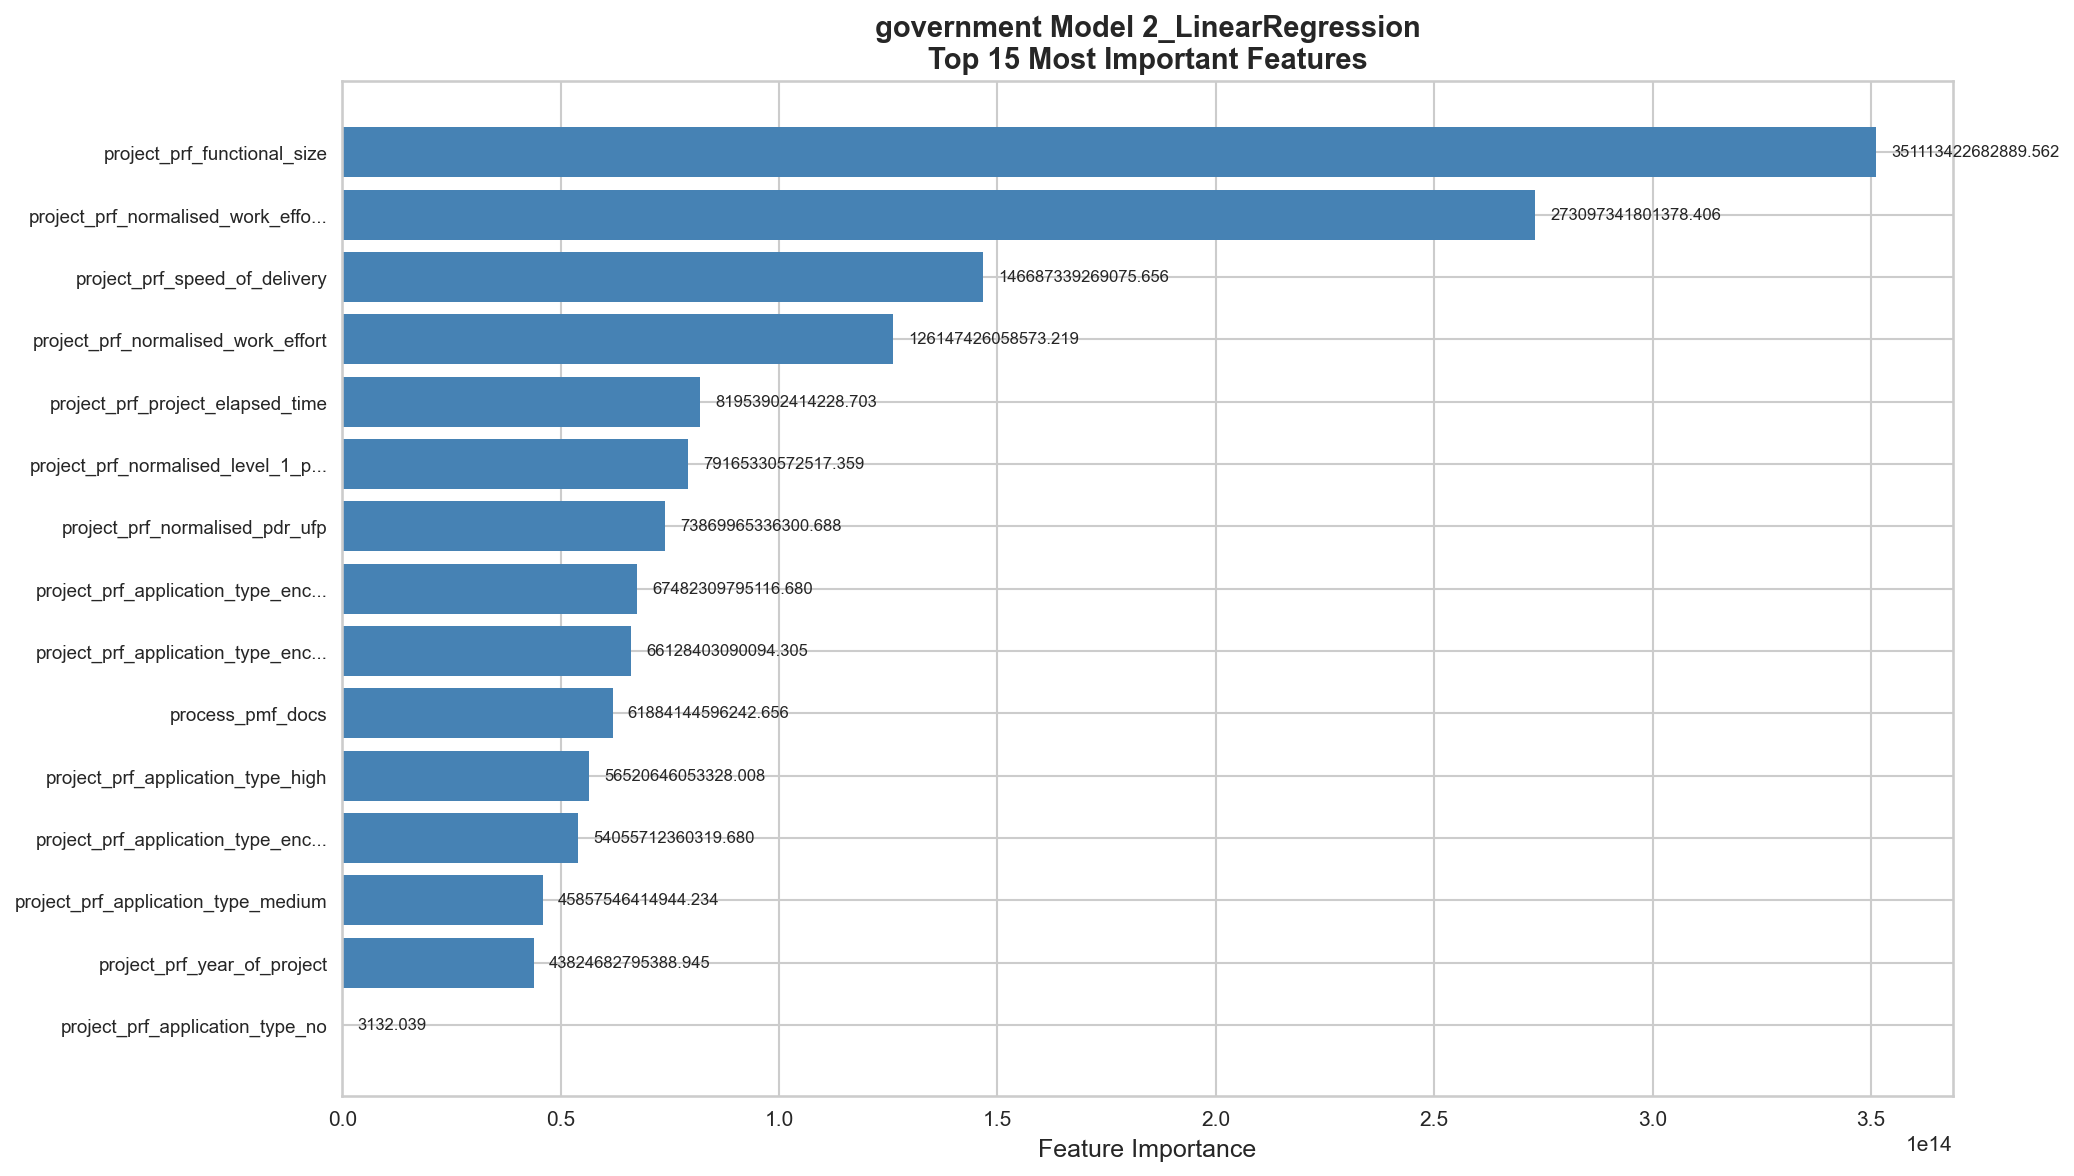 government Model 2_LinearRegression
Top 15 Most Important Features
project_prf_functional_size 351113422682889.562
project_prf_normalised_work_effo... 273097341801378.406
project_prf_speed_of_delivery 146687339269075.656
project_prf_normalised_work_effort 126147426058573.219
project_prf_project_elapsed_time 81953902414228.703
project_prf_normalised_level_1_p... 79165330572517.359
project_prf_normalised_pdr_ufp 73869965336300.688
project_prf_application_type_enc... 67482309795116.680
project_prf_application_type_enc... 66128403090094.305
process_pmf_docs 61884144596242.656
project_prf_application_type_high 56520646053328.008
project_prf_application_type_enc... 54055712360319.680
project_prf_application_type_medium 45857546414944.234
project_prf_year_of_project 43824682795388.945
project_prf_application_type_no 3132.039
0.0 0.5 1.0 1.5 2.0 2.5 3.0 3.5
1e14
Feature Importance